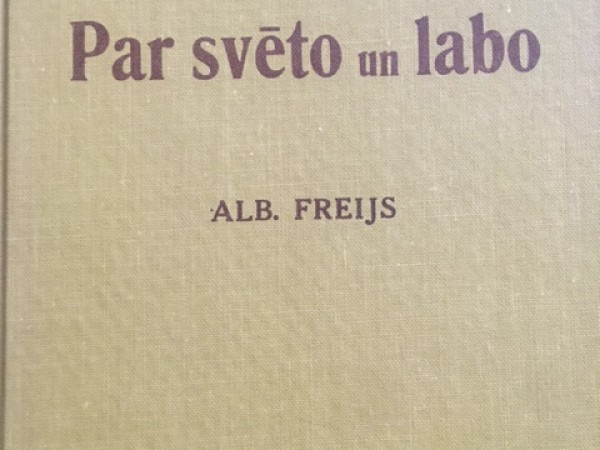 Par svēto un labo
ALB. FREIJS